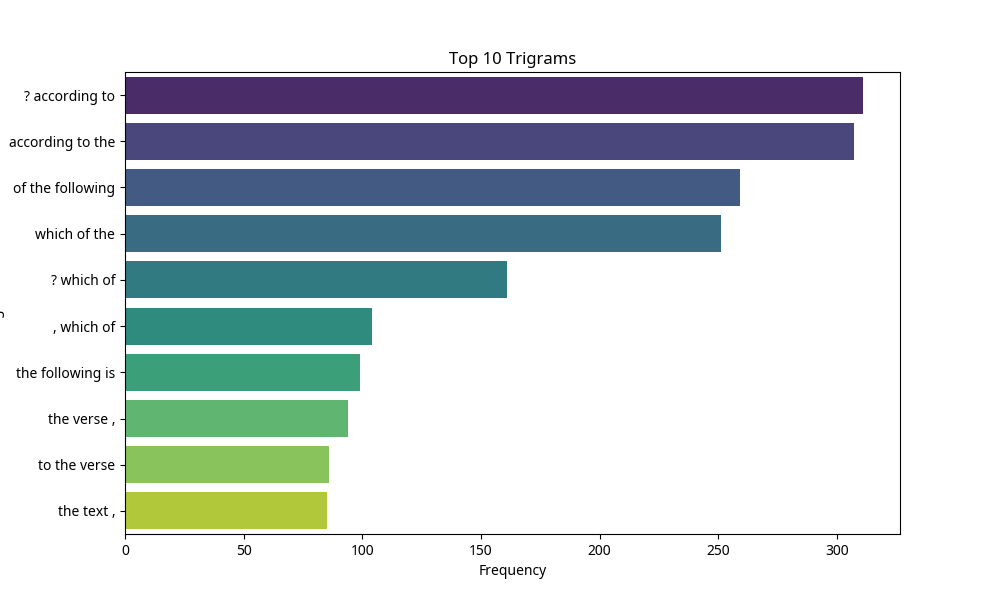 Top 10 Trigrams
? according to
according to the
of the following
which of the
? which of
, which of
the following is
the verse ,
to the verse
the text ,
0 50 100 150 200 250 300
Frequency